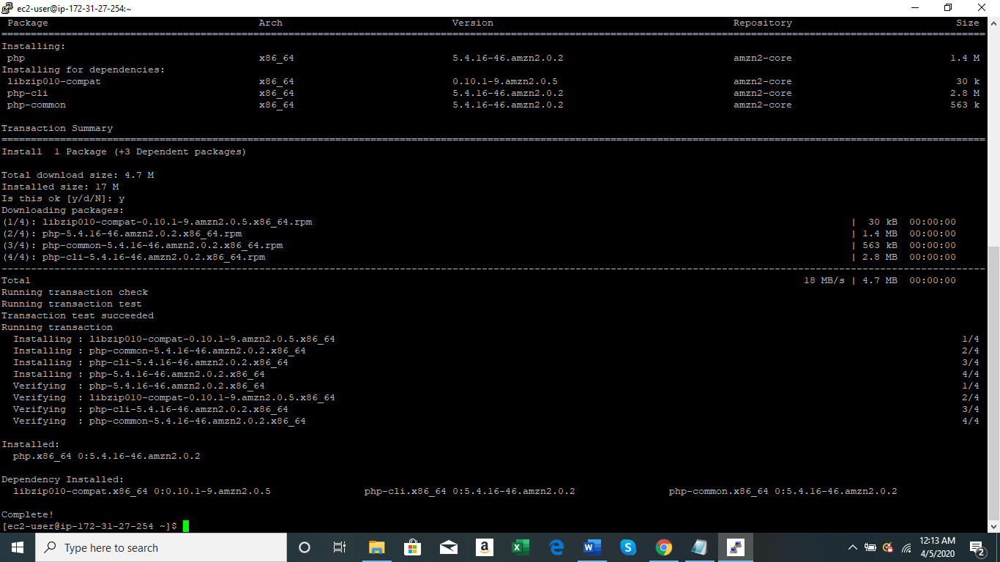 ec2-user@ip-172-31-27-254:~
Package Arch Version Repository Size
Installing:
php x86_64 5.4.16-46.amzn2.0.2 amzn2-core 1.4 M
Installing for dependencies:
libzip010-compat x86_64 0.10.1-9.amzn2.0.5 amzn2-core 30 k
php-cli x86_64 5.4.16-46.amzn2.0.2 amzn2-core 2.8 M
php-common x86_64 5.4.16-46.amzn2.0.2 amzn2-core 563 k
Transaction Summary
Install 1 Package (+3 Dependent packages)
Total download size: 4.7 M
Installed size: 17 M
Is this ok [y/d/N]: y
Downloading packages:
(1/4): libzip010-compat-0.10.1-9.amzn2.0.5.x86_64.rpm | 30 kB 00:00:00
(2/4): php-5.4.16-46.amzn2.0.2.x86_64.rpm | 1.4 MB 00:00:00
(3/4): php-common-5.4.16-46.amzn2.0.2.x86_64.rpm | 563 kB 00:00:00
(4/4): php-cli-5.4.16-46.amzn2.0.2.x86_64.rpm | 2.8 MB 00:00:00
Total 18 MB/s | 4.7 MB 00:00:00
Running transaction check
Running transaction test
Transaction test succeeded
Running transaction
Installing : libzip010-compat-0.10.1-9.amzn2.0.5.x86_64 1/4
Installing : php-common-5.4.16-46.amzn2.0.2.x86_64 2/4
Installing : php-cli-5.4.16-46.amzn2.0.2.x86_64 3/4
Installing : php-5.4.16-46.amzn2.0.2.x86_64 4/4
Verifying : php-5.4.16-46.amzn2.0.2.x86_64 1/4
Verifying : libzip010-compat-0.10.1-9.amzn2.0.5.x86_64 2/4
Verifying : php-cli-5.4.16-46.amzn2.0.2.x86_64 3/4
Verifying : php-common-5.4.16-46.amzn2.0.2.x86_64 4/4
Installed:
php.x86_64 0:5.4.16-46.amzn2.0.2
Dependency Installed:
libzip010-compat.x86_64 0:0.10.1-9.amzn2.0.5 php-cli.x86_64 0:5.4.16-46.amzn2.0.2 php-common.x86_64 0:5.4.16-46.amzn2.0.2
Complete!
[ec2-user@ip-172-31-27-254 ~]$
Type here to search
12:13 AM
4/5/2020
2